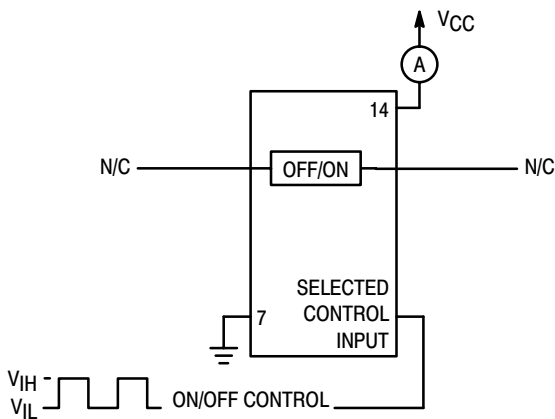 VCC
A
14
N/C
OFF/ON
N/C
SELECTED
CONTROL
INPUT
7
VIH
VIL
ON/OFF CONTROL